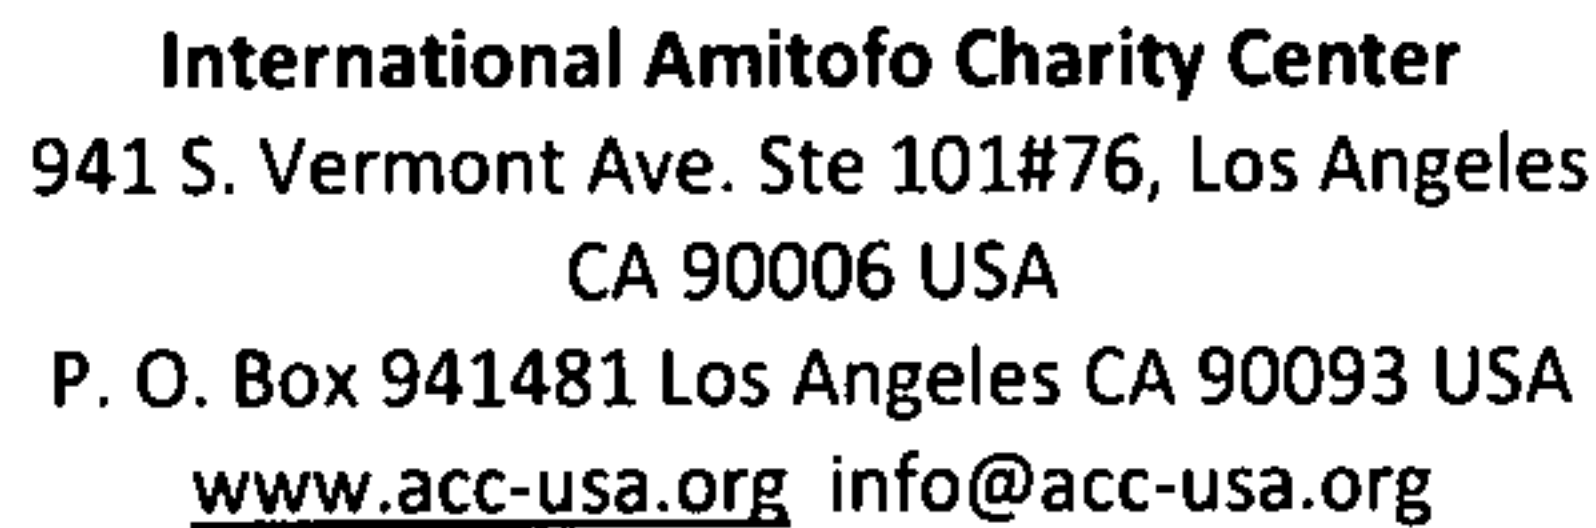 International Amitofo Charity Center
941 S. Vermont Ave. Ste 101#76, Los Angeles
CA 90006 USA
P. O. Box 941481 Los Angeles CA 90093 USA
www.acc-usa.org info@acc-usa.org